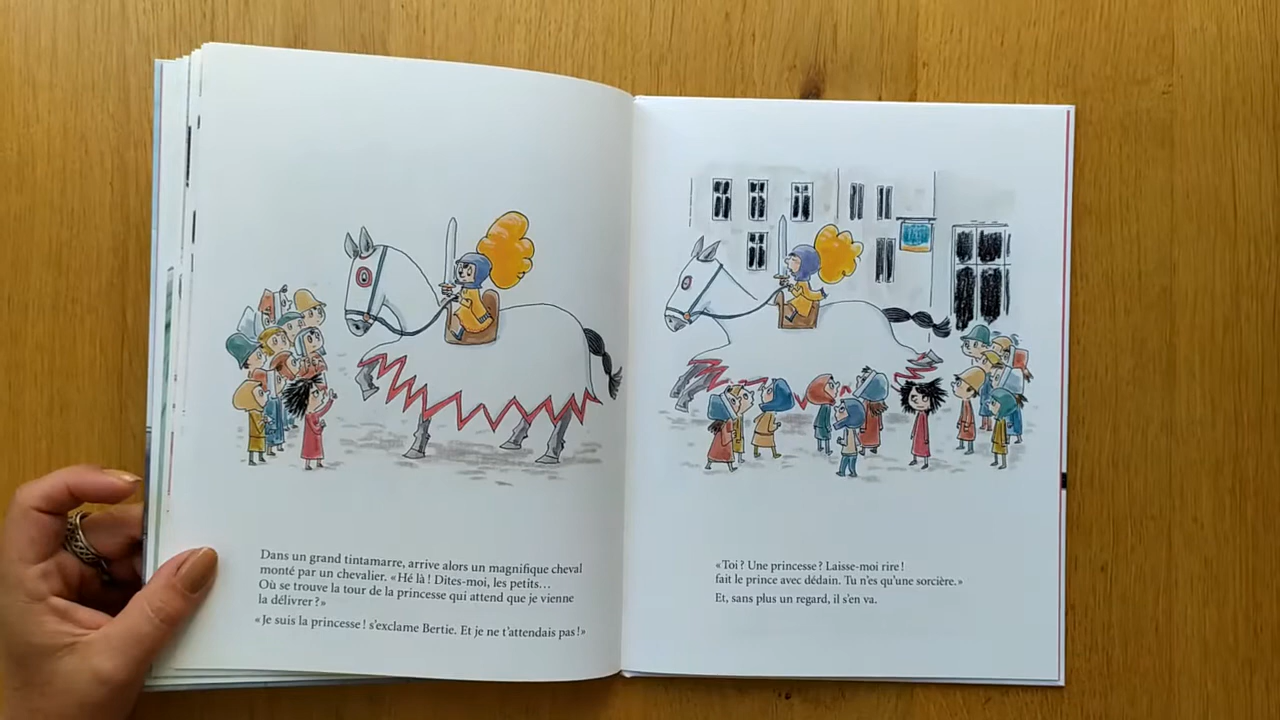 Dans un grand tintamarre, arrive alors un magnifique cheval
monté par un chevalier. «Hé là ! Dites-moi, les petits…
Où se trouve la tour de la princesse qui attend que je vienne
la délivrer ?»
«Je suis la princesse ! s'exclame Bertie. Et je ne t'attendais pas !»
«Toi ? Une princesse ? Laisse-moi rire !
fait le prince avec dédain. Tu n'es qu'une sorcière.»
Et, sans plus un regard, il s'en va.